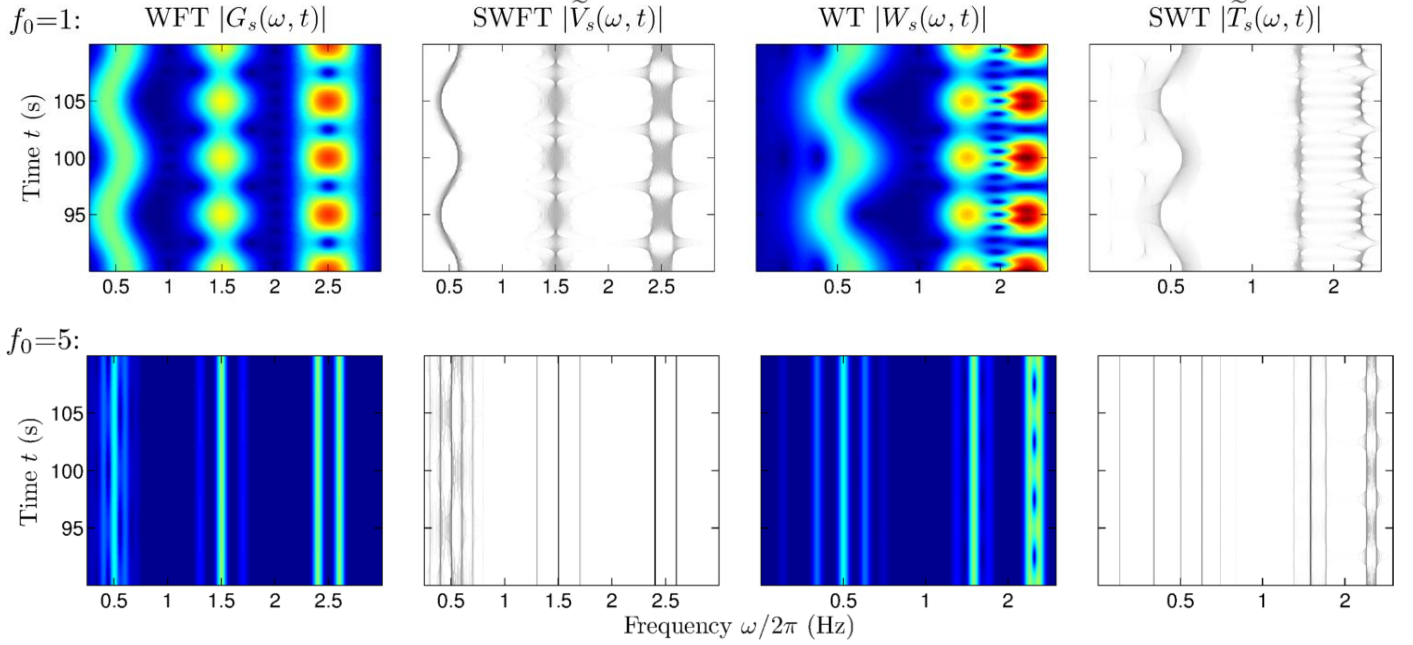 f₀=1: WFT |Gₛ(ω, t)| SWFT |Ṽₛ(ω, t)| WT |Wₛ(ω, t)| SWT |T̃ₛ(ω, t)|
Time t (s)
105
100
95
0.5 1 1.5 2 2.5 0.5 1 1.5 2 2.5 0.5 1 2 0.5 1 2
f₀=5:
Time t (s)
105
100
95
0.5 1 1.5 2 2.5 0.5 1 1.5 2 2.5 0.5 1 2 0.5 1 2
Frequency ω/2π (Hz)